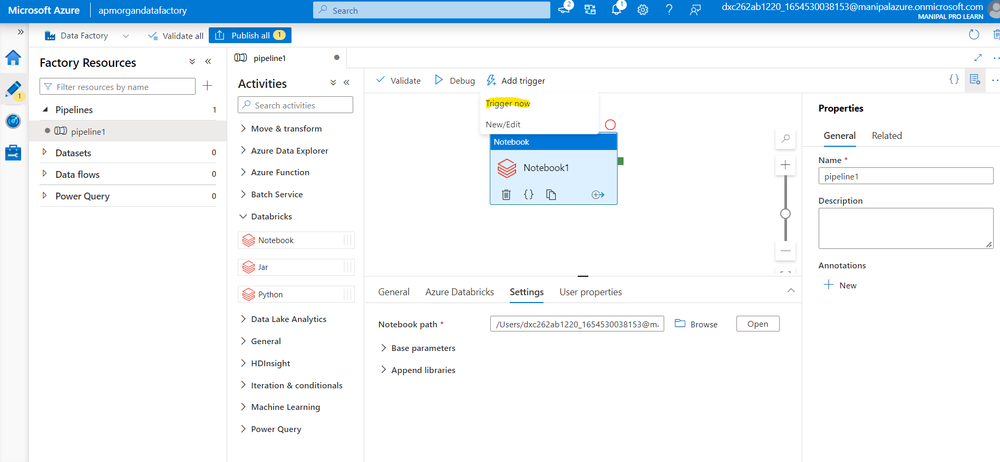 Microsoft Azure
apmorgandatafactory
Search
2
1
dxc262ab1220_1654530038153@manipalazure.onmicrosoft.com
MANIPAL PRO LEARN
Data Factory
Validate all
Publish all 1
1
Factory Resources
Filter resources by name
Pipelines 1
pipeline1
Datasets 0
Data flows 0
Power Query 0
pipeline1
Activities
Search activities
Move & transform
Azure Data Explorer
Azure Function
Batch Service
Databricks
Notebook
Jar
Python
Data Lake Analytics
General
HDInsight
Iteration & conditionals
Machine Learning
Power Query
Validate
Debug
Add trigger
Trigger now
New/Edit
Notebook
Notebook1
General
Azure Databricks
Settings
User properties
Notebook path *
/Users/dxc262ab1220_1654530038153@m
Browse
Open
Base parameters
Append libraries
Properties
General
Related
Name *
pipeline1
Description
Annotations
New